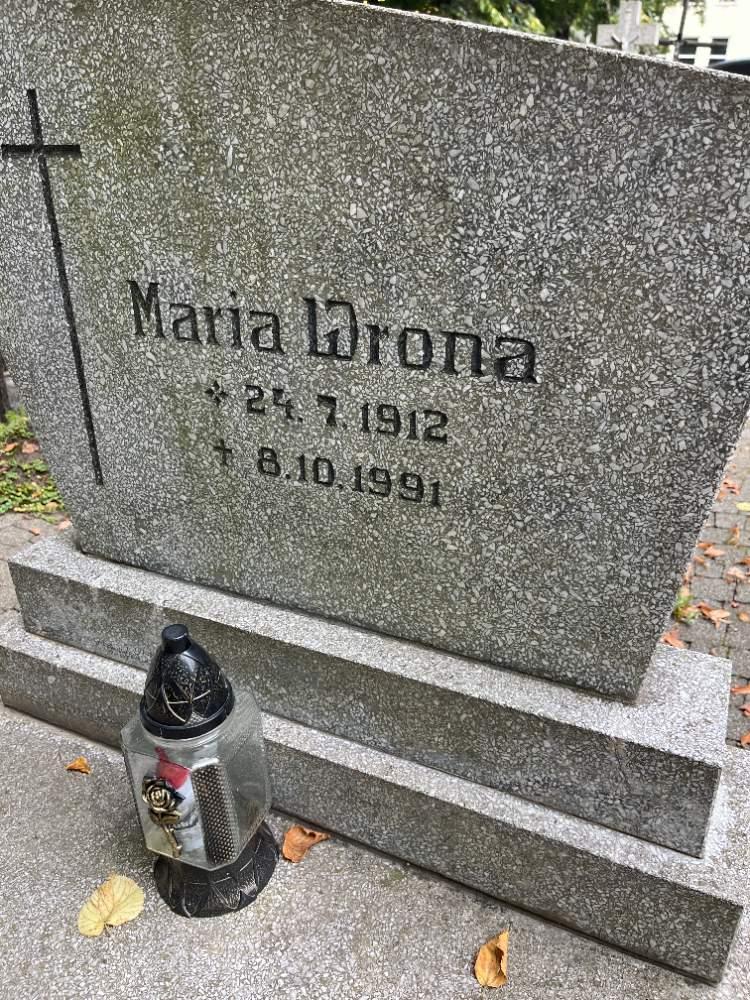 Maria Wrona
* 24. 7. 1912
† 8.10.1991